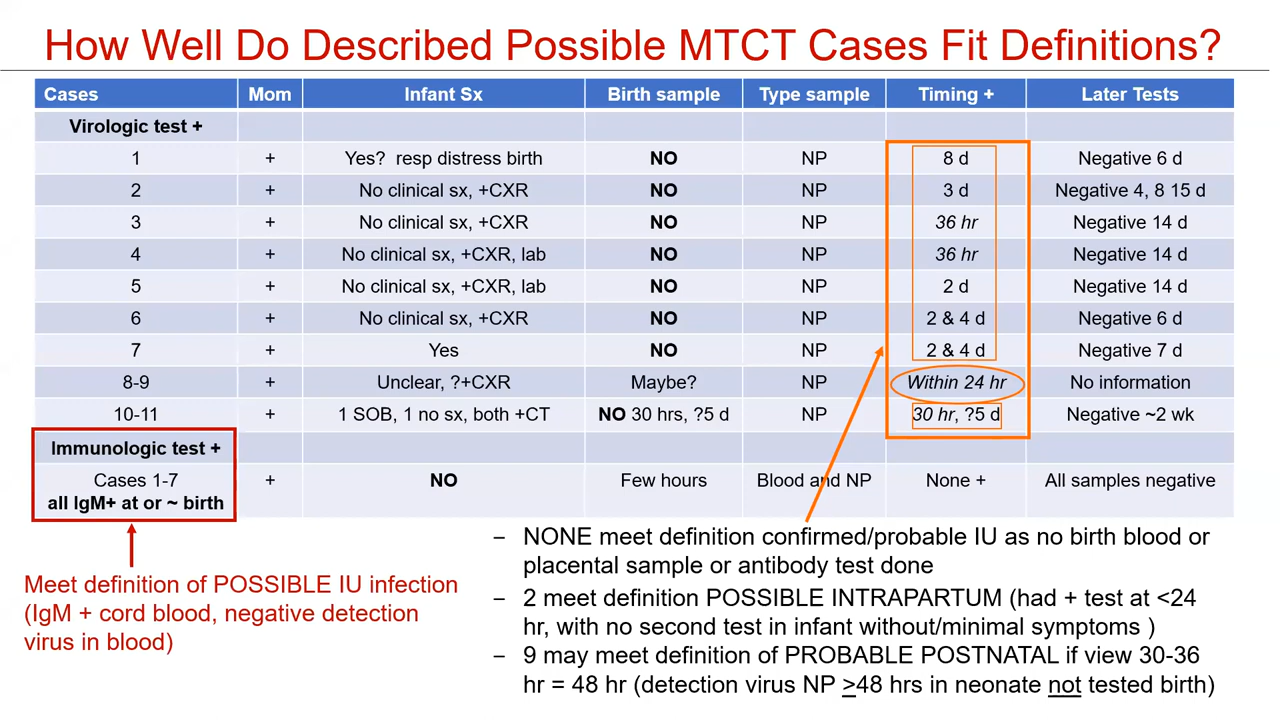 How Well Do Described Possible MTCT Cases Fit Definitions?
Cases Mom Infant Sx Birth sample Type sample Timing + Later Tests
Virologic test +
1 + Yes? resp distress birth NO NP 8 d Negative 6 d
2 + No clinical sx, +CXR NO NP 3 d Negative 4, 8 15 d
3 + No clinical sx, +CXR NO NP 36 hr Negative 14 d
4 + No clinical sx, +CXR, lab NO NP 36 hr Negative 14 d
5 + No clinical sx, +CXR, lab NO NP 2 d Negative 14 d
6 + No clinical sx, +CXR NO NP 2 & 4 d Negative 6 d
7 + Yes NO NP 2 & 4 d Negative 7 d
8-9 + Unclear, ?+CXR Maybe? NP Within 24 hr No information
10-11 + 1 SOB, 1 no sx, both +CT NO 30 hrs, ?5 d NP 30 hr, ?5 d Negative ~2 wk
Immunologic test +
Cases 1-7
all IgM+ at or ~ birth + NO Few hours Blood and NP None + All samples negative
Meet definition of POSSIBLE IU infection
(IgM + cord blood, negative detection
virus in blood)
– NONE meet definition confirmed/probable IU as no birth blood or
placental sample or antibody test done
– 2 meet definition POSSIBLE INTRAPARTUM (had + test at <24
hr, with no second test in infant without/minimal symptoms )
– 9 may meet definition of PROBABLE POSTNATAL if view 30-36
hr = 48 hr (detection virus NP >48 hrs in neonate not tested birth)